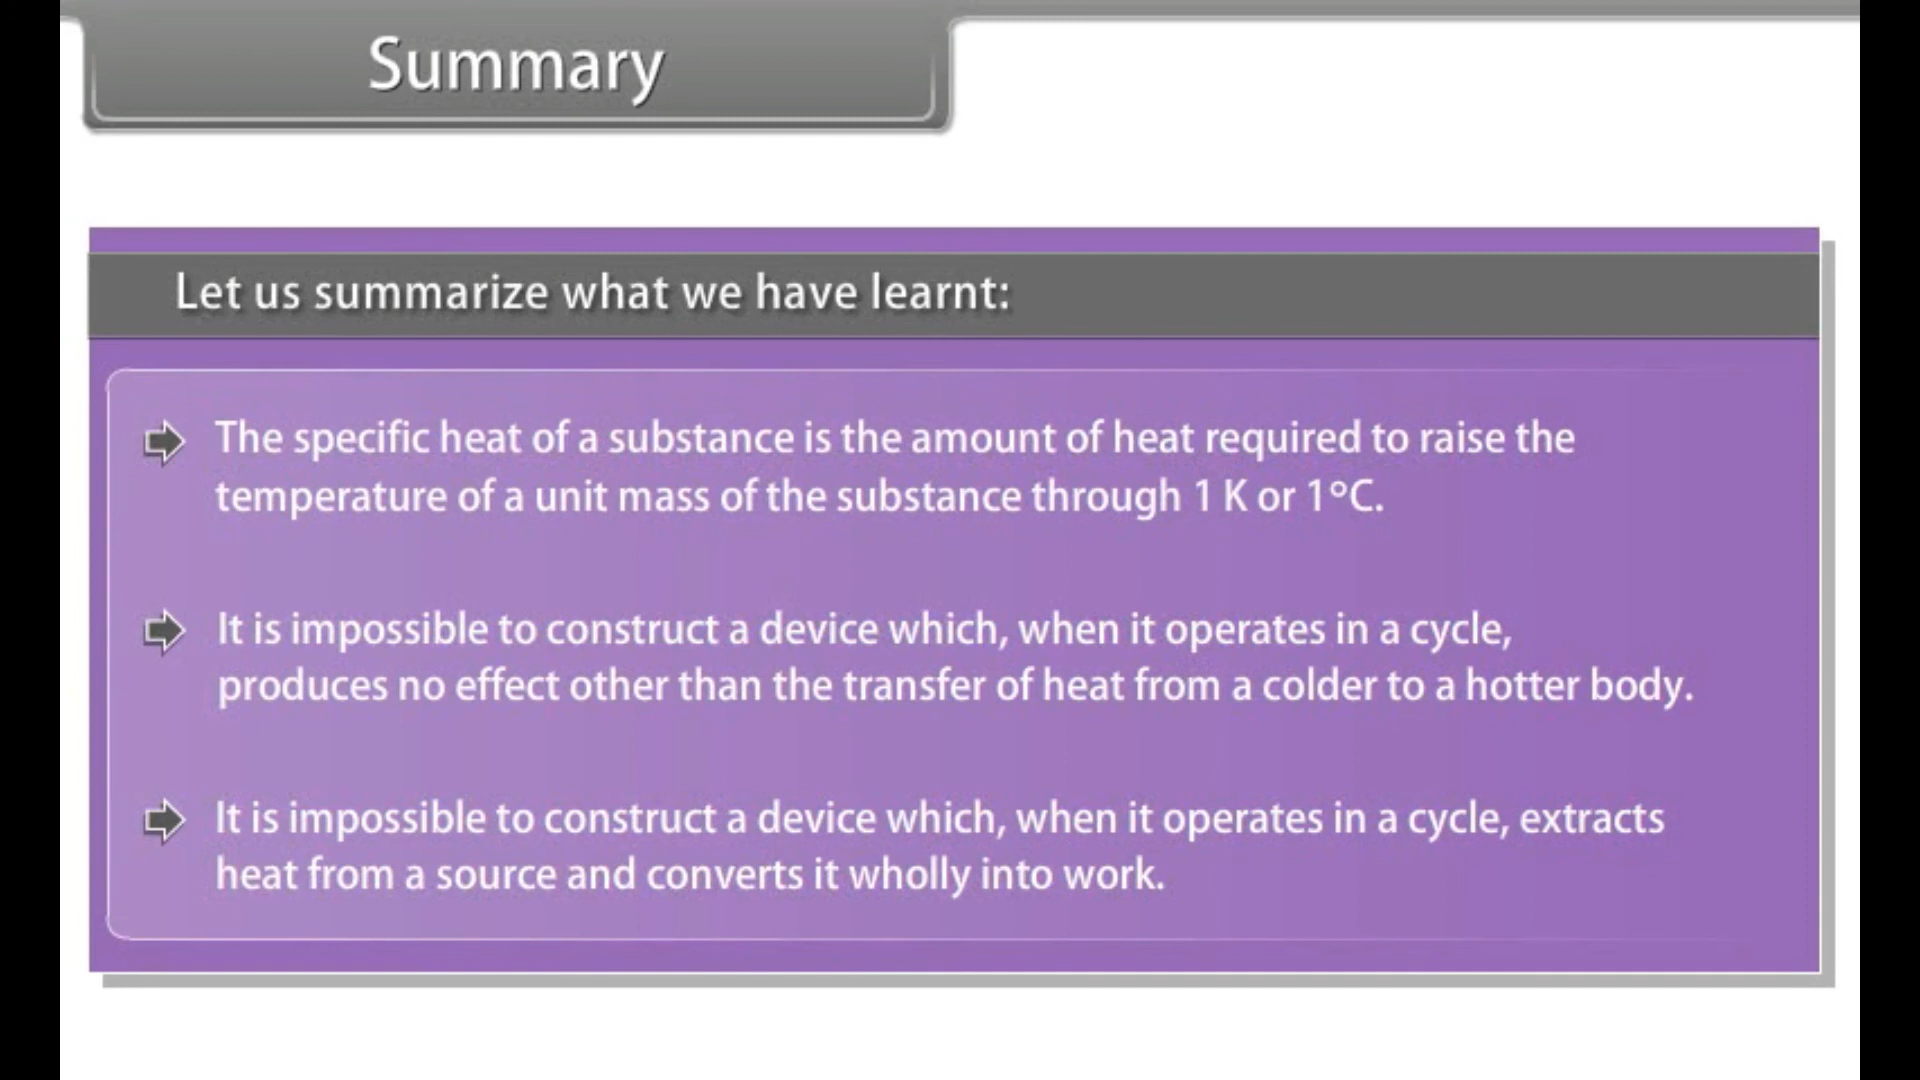 Summary
Let us summarize what we have learnt:
The specific heat of a substance is the amount of heat required to raise the
temperature of a unit mass of the substance through 1 K or 1°C.
It is impossible to construct a device which, when it operates in a cycle,
produces no effect other than the transfer of heat from a colder to a hotter body.
It is impossible to construct a device which, when it operates in a cycle, extracts
heat from a source and converts it wholly into work.